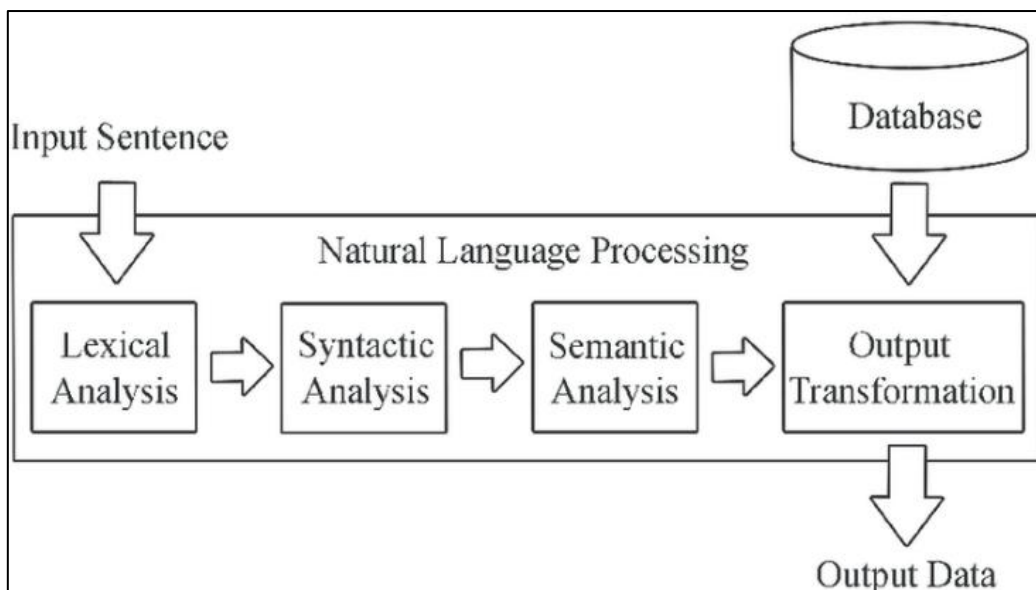 Database
Input Sentence
Natural Language Processing
Lexical
Analysis
Syntactic
Analysis
Semantic
Analysis
Output
Transformation
Output Data